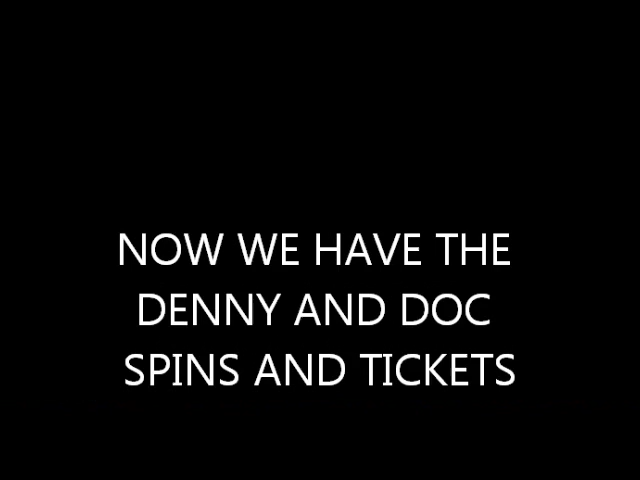 NOW WE HAVE THE
DENNY AND DOC
SPINS AND TICKETS